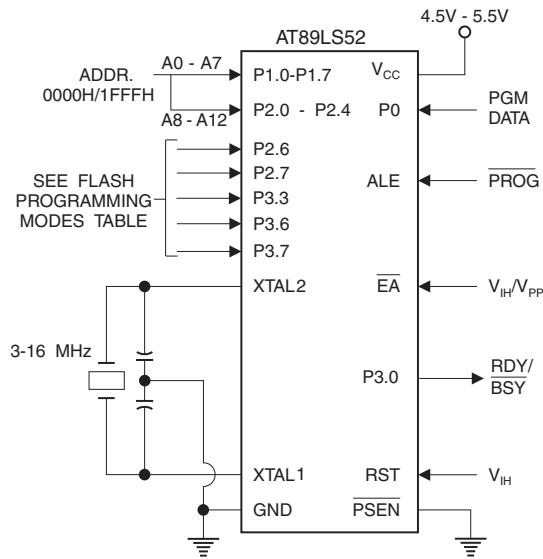 4.5V - 5.5V
AT89LS52
ADDR.
0000H/1FFFH
A0 - A7
P1.0-P1.7
VCC
P2.0 - P2.4
A8 - A12
P0
PGM
DATA
P2.6
P2.7
P3.3
P3.6
P3.7
SEE FLASH
PROGRAMMING
MODES TABLE
ALE
PROG
XTAL2
EA
VIH/VPP
3-16 MHz
P3.0
RDY/
BSY
XTAL1
RST
VIH
GND
PSEN